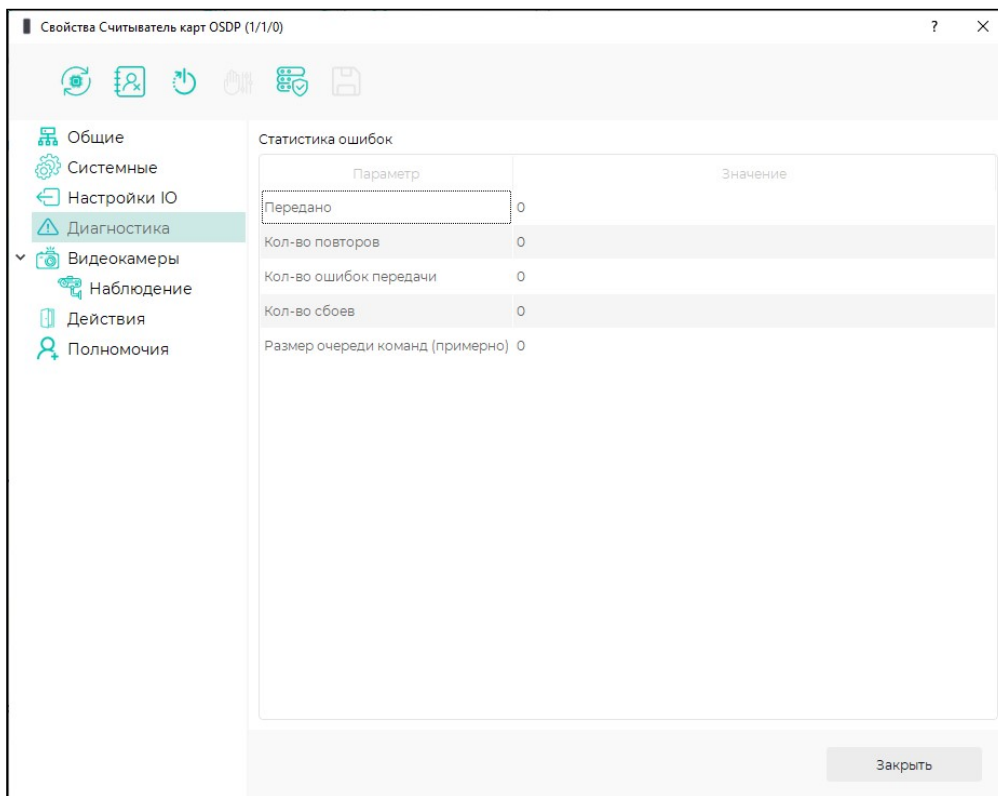 Свойства Считыватель карт OSDP (1/1/0)
?
Общие
Системные
Настройки IO
Диагностика
Видеокамеры
Наблюдение
Действия
Полномочия
Статистика ошибок
Параметр Значение
Передано 0
Кол-во повторов 0
Кол-во ошибок передачи 0
Кол-во сбоев 0
Размер очереди команд (примерно) 0
Закрыть